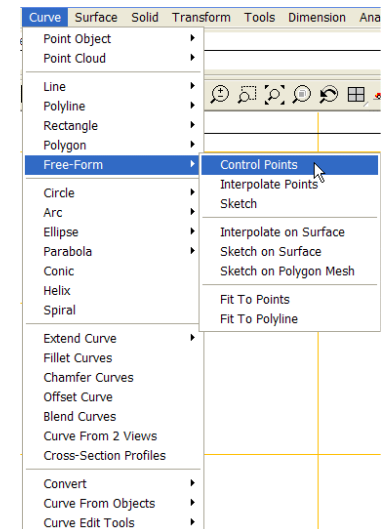 Curve Surface Solid Transform Tools Dimension Ana
Point Object
Point Cloud
Line
Polyline
Rectangle
Polygon
Free-Form
Circle
Arc
Ellipse
Parabola
Conic
Helix
Spiral
Extend Curve
Fillet Curves
Chamfer Curves
Offset Curve
Blend Curves
Curve From 2 Views
Cross-Section Profiles
Convert
Curve From Objects
Curve Edit Tools
Control Points
Interpolate Points
Sketch
Interpolate on Surface
Sketch on Surface
Sketch on Polygon Mesh
Fit To Points
Fit To Polyline